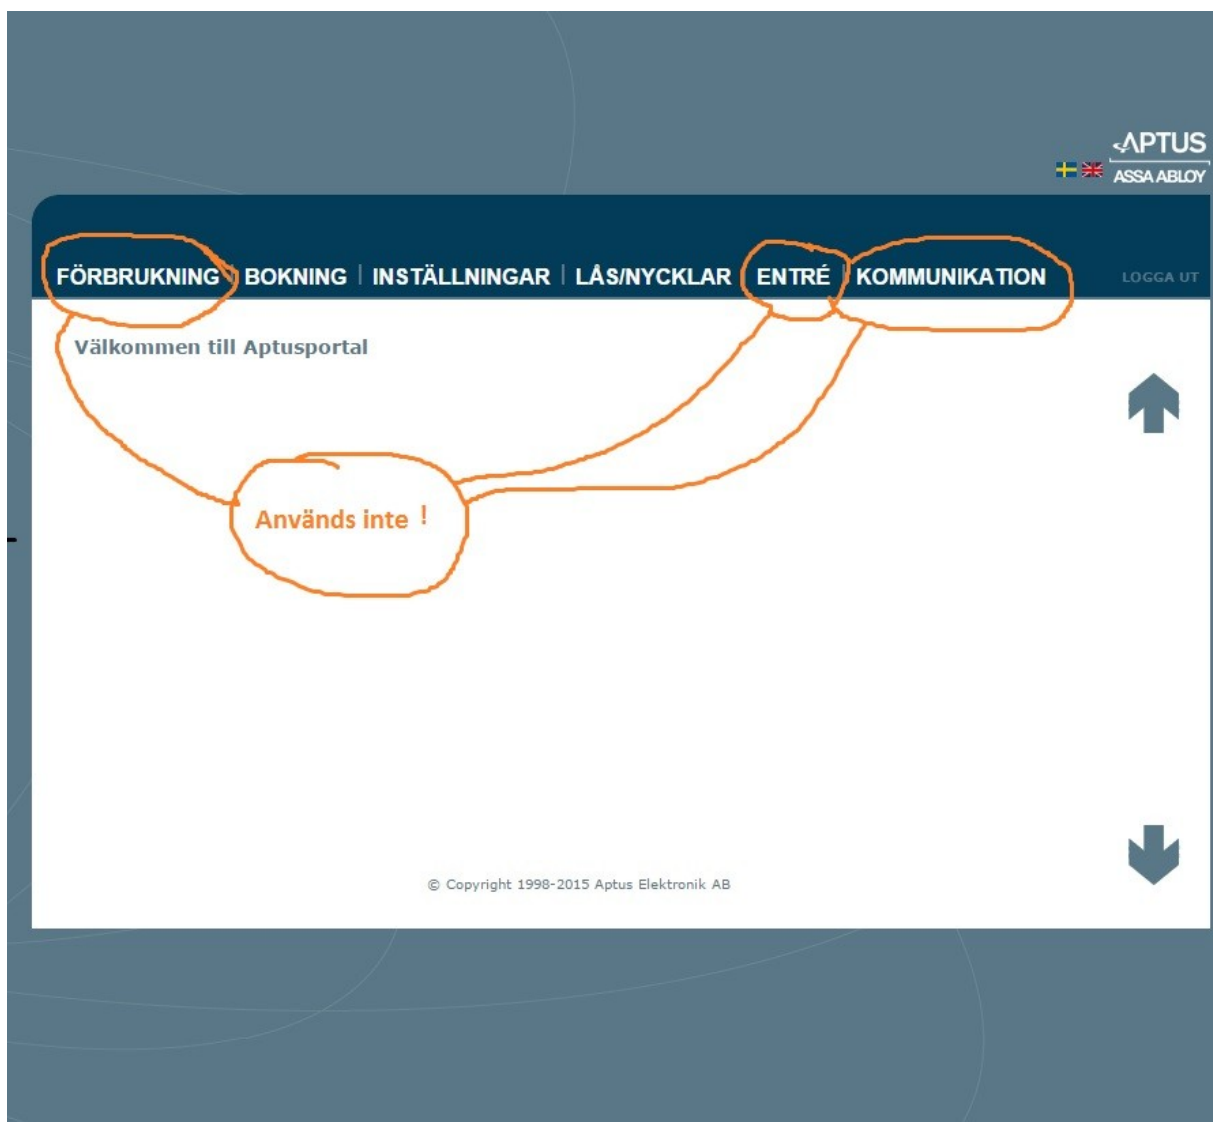 APTUS
ASSA ABLOY
FÖRBRUKNING | BOKNING | INSTÄLLNINGAR | LÅS/NYCKLAR | ENTRÉ | KOMMUNIKATION LOGGA UT
Välkommen till Aptusportal
Används inte !
© Copyright 1998-2015 Aptus Elektronik AB